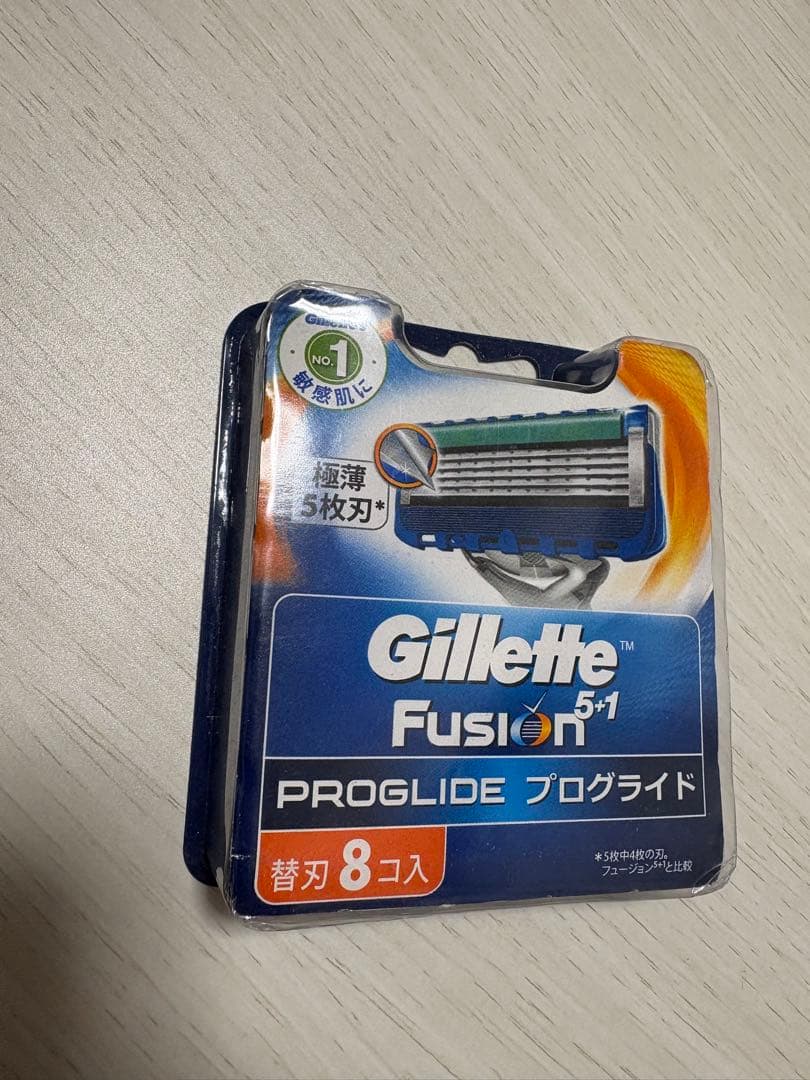 Gillette
NO.1
敏感肌に
極薄
5枚刃*
Gillette™
Fusion5+1
PROGLIDE プログライド
替刃8コ入
*5枚中4枚の刃。
フュージョン5+1と比較